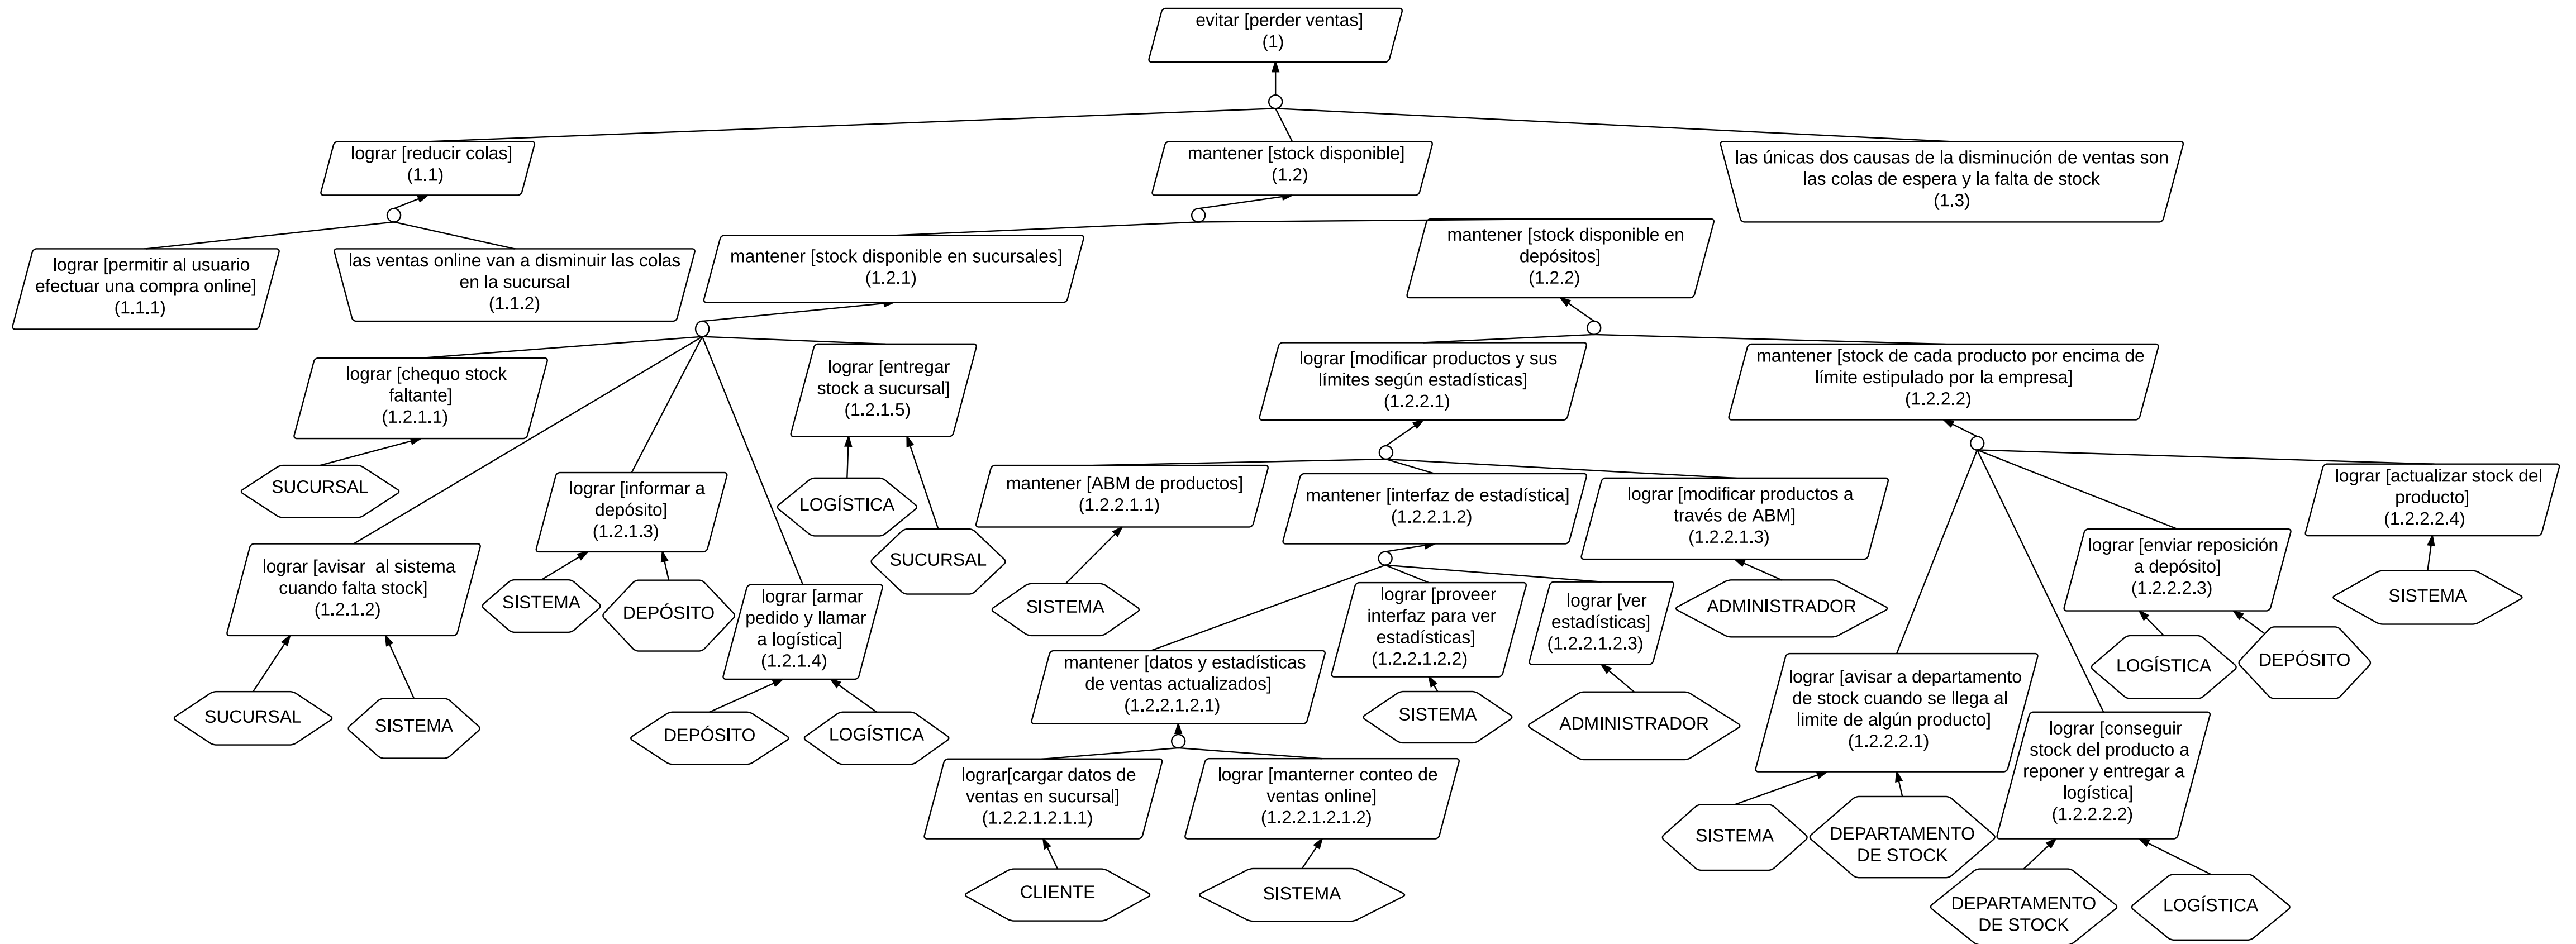 evitar [perder ventas]
(1)
lograr [reducir colas]
(1.1)
mantener [stock disponible]
(1.2)
las únicas dos causas de la disminución de ventas son
las colas de espera y la falta de stock
(1.3)
lograr [permitir al usuario
efectuar una compra online]
(1.1.1)
las ventas online van a disminuir las colas
en la sucursal
(1.1.2)
mantener [stock disponible en sucursales]
(1.2.1)
mantener [stock disponible en
depósitos]
(1.2.2)
lograr [chequo stock
faltante]
(1.2.1.1)
lograr [entregar
stock a sucursal]
(1.2.1.5)
lograr [modificar productos y sus
límites según estadísticas]
(1.2.2.1)
mantener [stock de cada producto por encima de
límite estipulado por la empresa]
(1.2.2.2)
SUCURSAL
lograr [informar a
depósito]
(1.2.1.3)
LOGÍSTICA
SUCURSAL
mantener [ABM de productos]
(1.2.2.1.1)
mantener [interfaz de estadística]
(1.2.2.1.2)
lograr [modificar productos a
través de ABM]
(1.2.2.1.3)
lograr [actualizar stock del
producto]
(1.2.2.2.4)
lograr [avisar  al sistema
cuando falta stock]
(1.2.1.2)
SISTEMA
DEPÓSITO
lograr [armar
pedido y llamar
a logística]
(1.2.1.4)
SISTEMA
lograr [proveer
interfaz para ver
estadísticas]
(1.2.2.1.2.2)
lograr [ver
estadísticas]
(1.2.2.1.2.3)
ADMINISTRADOR
lograr [enviar reposición
a depósito]
(1.2.2.2.3)
SISTEMA
mantener [datos y estadísticas
de ventas actualizados]
(1.2.2.1.2.1)
lograr [avisar a departamento
de stock cuando se llega al
limite de algún producto]
(1.2.2.2.1)
LOGÍSTICA
DEPÓSITO
SUCURSAL
SISTEMA
DEPÓSITO
LOGÍSTICA
SISTEMA
ADMINISTRADOR
lograr [conseguir
stock del producto a
reponer y entregar a
logística]
(1.2.2.2.2)
lograr[cargar datos de
ventas en sucursal]
(1.2.2.1.2.1.1)
lograr [manterner conteo de
ventas online]
(1.2.2.1.2.1.2)
SISTEMA
DEPARTAMENTO
DE STOCK
CLIENTE
SISTEMA
DEPARTAMENTO
DE STOCK
LOGÍSTICA